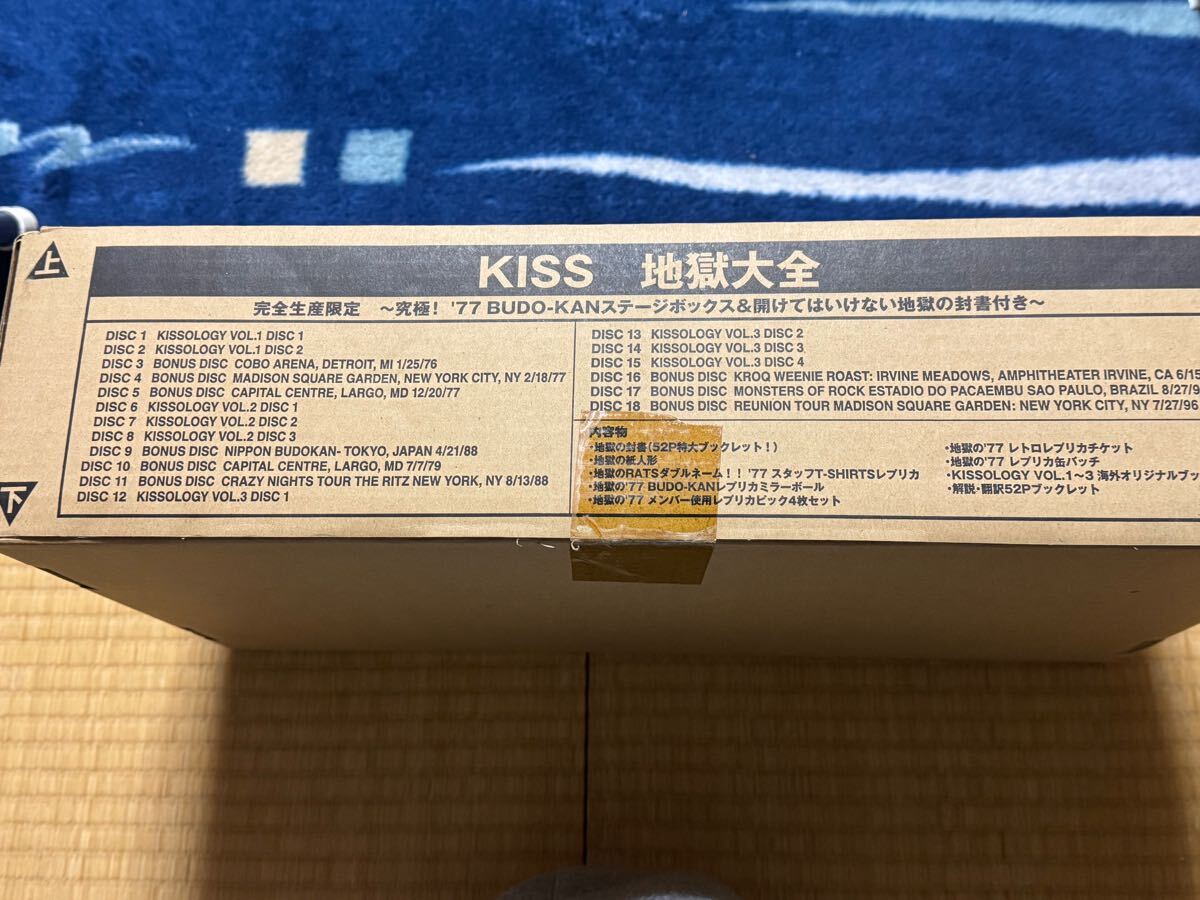 上
KISS 地獄大全
完全生産限定 ～究極! '77 BUDO-KANステージボックス&開けてはいけない地獄の封書付き～
DISC 1 KISSOLOGY VOL.1 DISC 1
DISC 2 KISSOLOGY VOL.1 DISC 2
DISC 3 BONUS DISC COBO ARENA, DETROIT, MI 1/25/76
DISC 4 BONUS DISC MADISON SQUARE GARDEN, NEW YORK CITY, NY 2/18/77
DISC 5 BONUS DISC CAPITAL CENTRE, LARGO, MD 12/20/77
DISC 6 KISSOLOGY VOL.2 DISC 1
DISC 7 KISSOLOGY VOL.2 DISC 2
DISC 8 KISSOLOGY VOL.2 DISC 3
DISC 9 BONUS DISC NIPPON BUDOKAN- TOKYO, JAPAN 4/21/88
DISC 10 BONUS DISC CAPITAL CENTRE, LARGO, MD 7/7/79
DISC 11 BONUS DISC CRAZY NIGHTS TOUR THE RITZ NEW YORK, NY 8/13/88
DISC 12 KISSOLOGY VOL.3 DISC 1
DISC 13 KISSOLOGY VOL.3 DISC 2
DISC 14 KISSOLOGY VOL.3 DISC 3
DISC 15 KISSOLOGY VOL.3 DISC 4
DISC 16 BONUS DISC KROQ WEENIE ROAST: IRVINE MEADOWS, AMPHITHEATER IRVINE, CA 6/15
DISC 17 BONUS DISC MONSTERS OF ROCK ESTADIO DO PACAEMBU SAO PAULO, BRAZIL 8/27/9
DISC 18 BONUS DISC REUNION TOUR MADISON SQUARE GARDEN: NEW YORK CITY, NY 7/27/96
内容物
・地獄の封書(52P特大ブックレット!)
・地獄の紙人形
・地獄のRATSダブルネーム!! '77 スタッフT-SHIRTSレプリカ
・地獄の'77 BUDO-KANレプリカミラーボール
・地獄の'77 メンバー使用レプリカピック4枚セット
・地獄の'77 レトロレプリカチケット
・地獄の'77 レプリカ缶バッチ
・KISSOLOGY VOL.1～3 海外オリジナルブッ
・解説・翻訳52Pブックレット
下